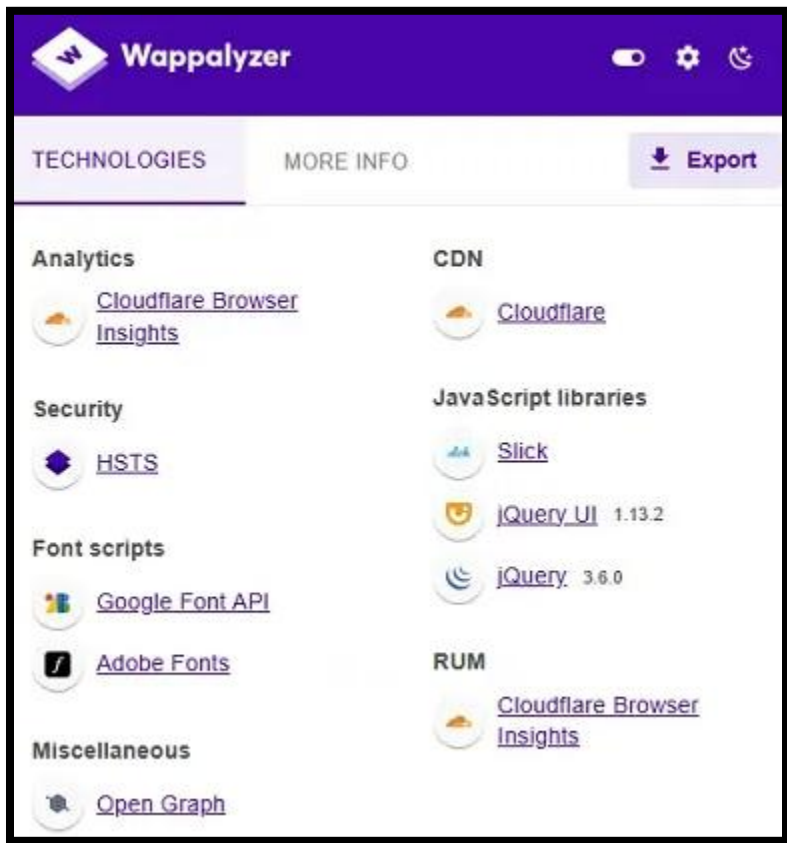 Wappalyzer
TECHNOLOGIES
MORE INFO
Export
Analytics
Cloudflare Browser
Insights
Security
HSTS
Font scripts
Google Font API
Adobe Fonts
Miscellaneous
Open Graph
CDN
Cloudflare
JavaScript libraries
Slick
jQuery UI 1.13.2
jQuery 3.6.0
RUM
Cloudflare Browser
Insights